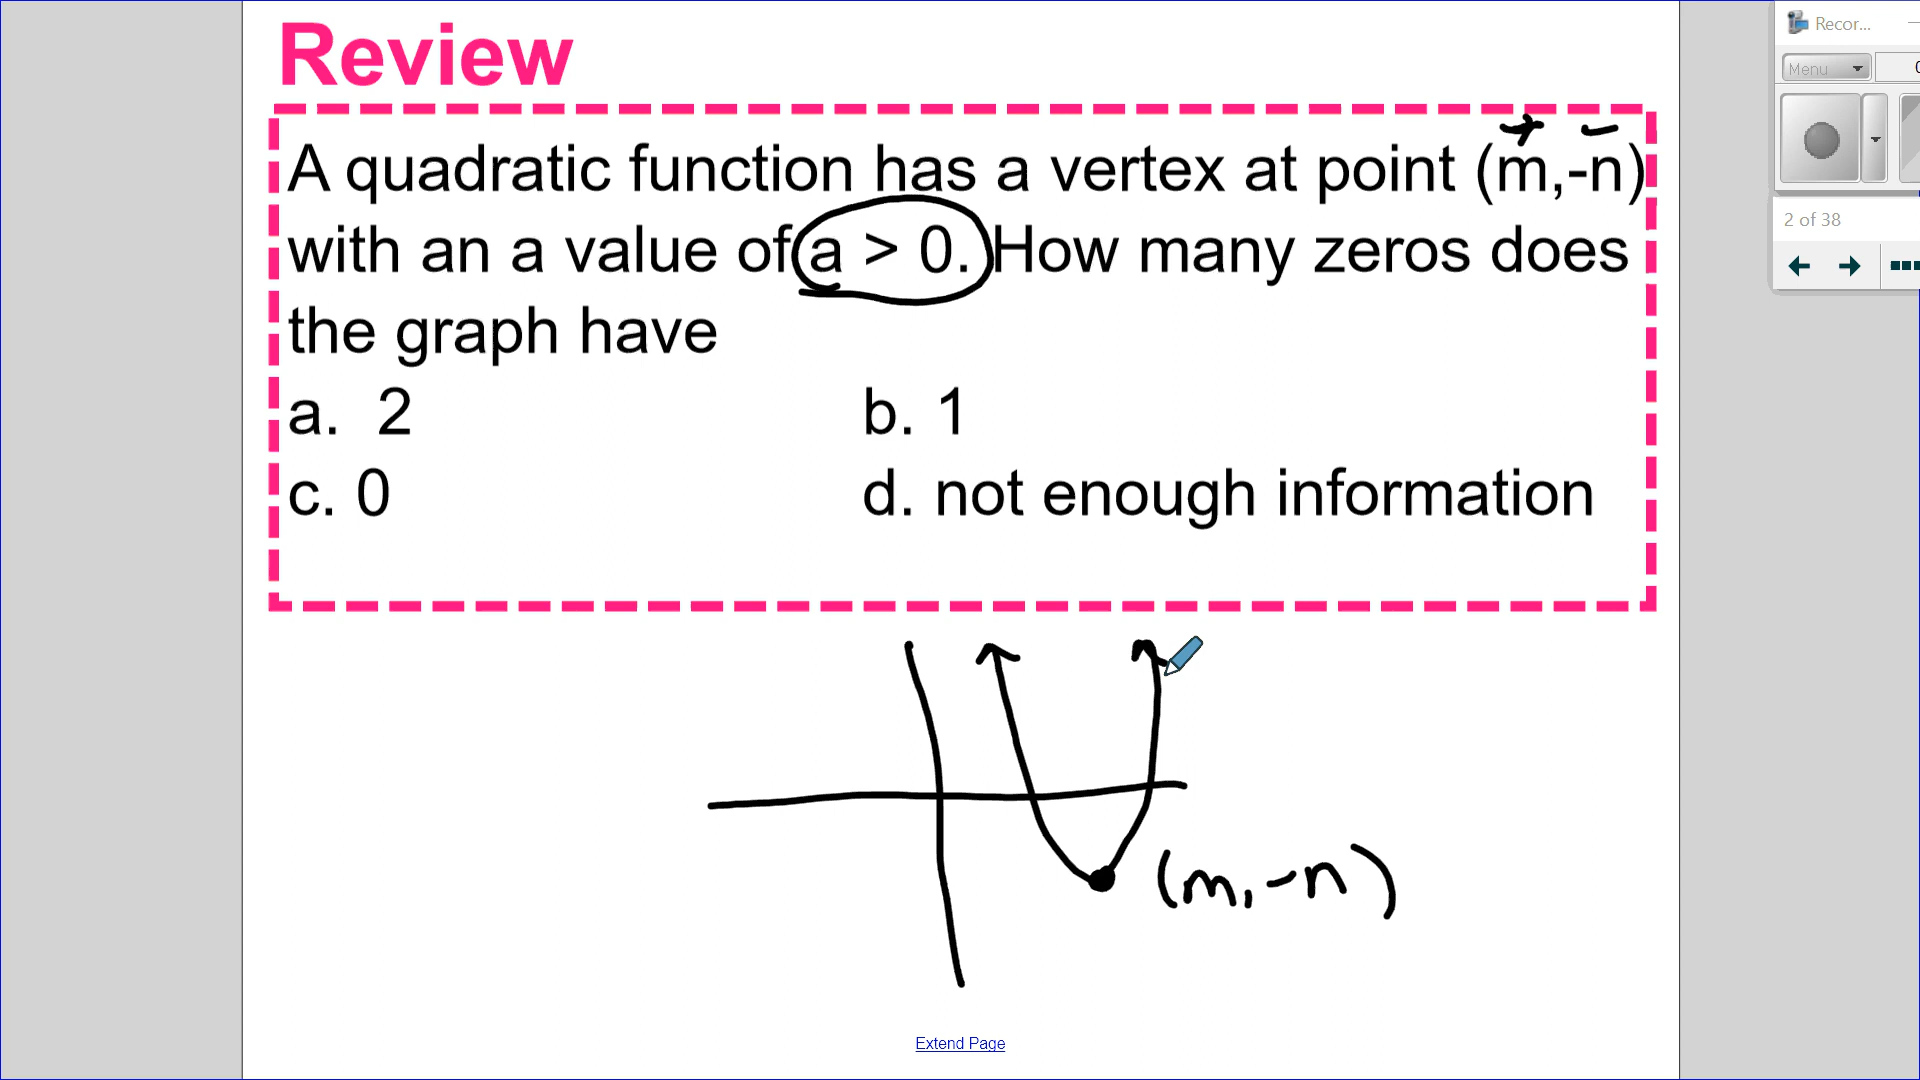 Review
+ −
A quadratic function has a vertex at point (m,-n)
with an a value of a > 0. How many zeros does
the graph have
a. 2 b. 1
c. 0 d. not enough information
(m, -n)
Extend Page
Recor...
Menu
2 of 38